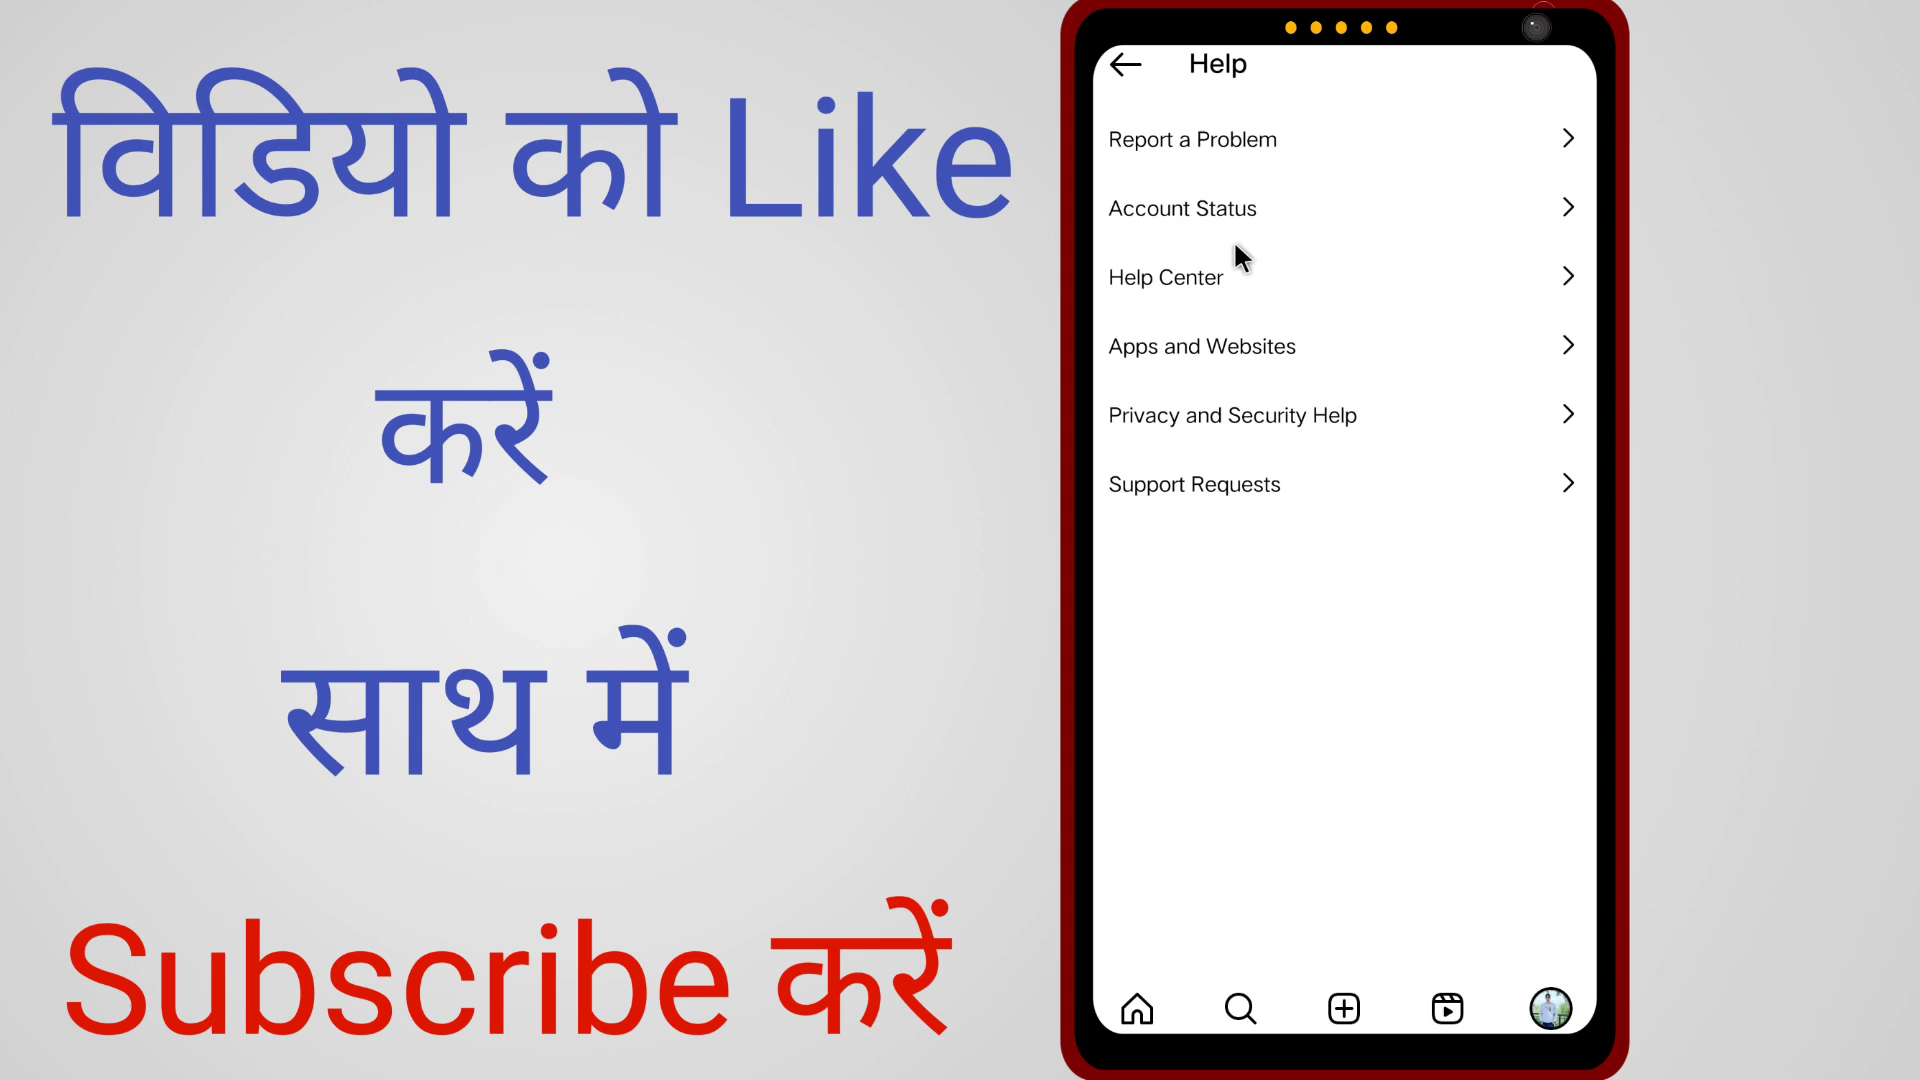 विडियो को Like
करें
साथ में
Subscribe करें
Help
Report a Problem
Account Status
Help Center
Apps and Websites
Privacy and Security Help
Support Requests